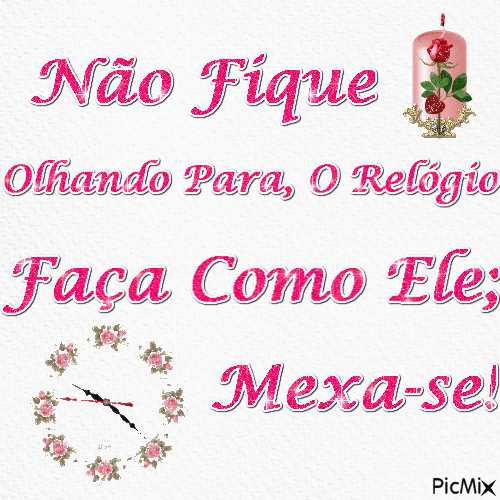 Não Fique
Olhando Para, O Relógio
Faça Como Ele;
Mexa-se!
PicMix